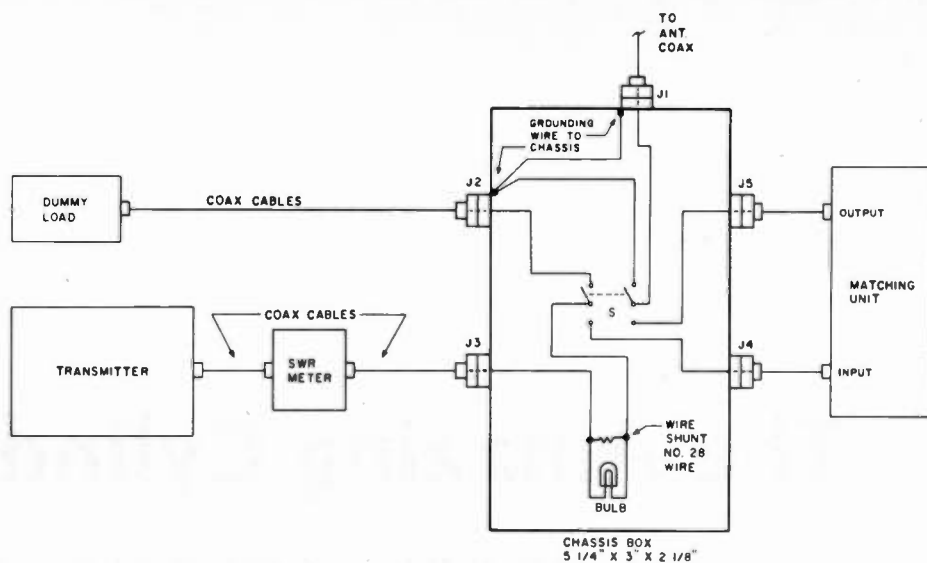 TO
ANT.
COAX
J1
GROUNDING
WIRE TO
CHASSIS
J2
J5
DUMMY
LOAD
COAX CABLES
OUTPUT
MATCHING
UNIT
S
COAX CABLES
J3
J4
TRANSMITTER
SWR
METER
INPUT
WIRE
SHUNT
NO. 28
WIRE
BULB
CHASSIS BOX
5 1/4" X 3" X 2 1/8"